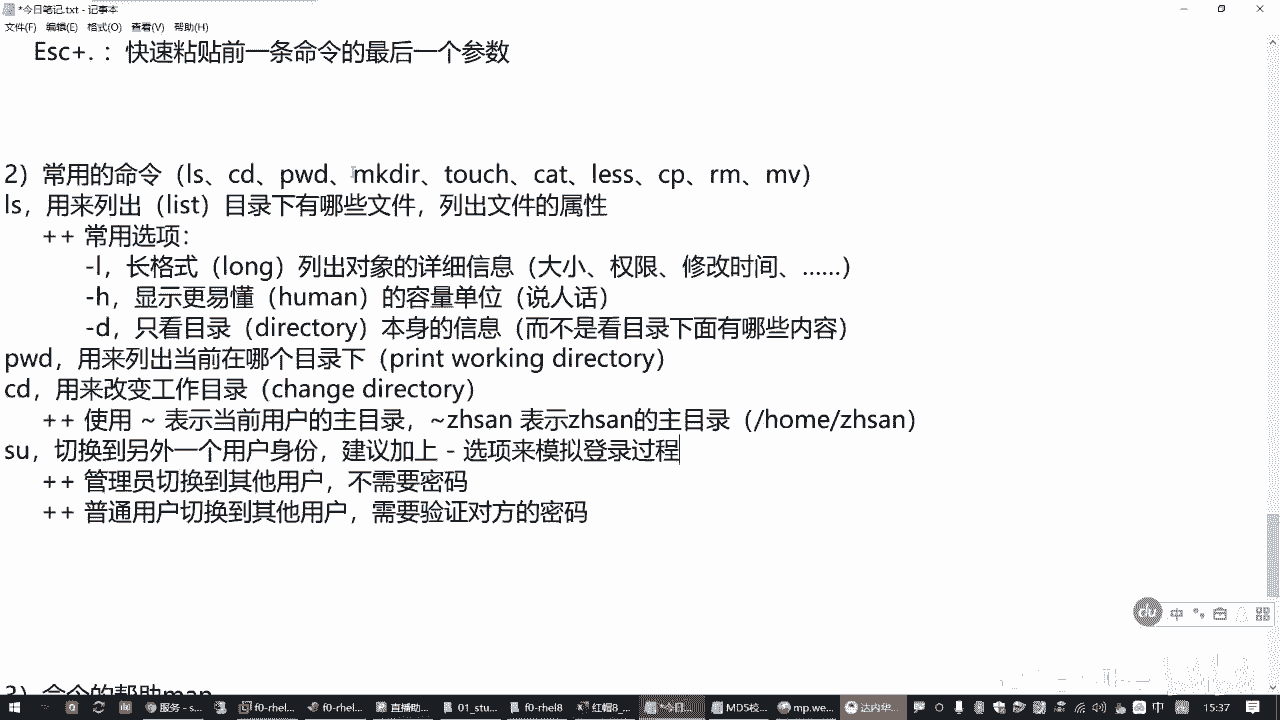 *今日笔记.txt - 记事本
文件(F) 编辑(E) 格式(O) 查看(V) 帮助(H)
Esc+. ：快速粘贴前一条命令的最后一个参数
2）常用的命令（ls、cd、pwd、mkdir、touch、cat、less、cp、rm、mv）
ls，用来列出（list）目录下有哪些文件，列出文件的属性
++ 常用选项：
-l，长格式（long）列出对象的详细信息（大小、权限、修改时间、……）
-h，显示更易懂（human）的容量单位（说人话）
-d，只看目录（directory）本身的信息（而不是看目录下面有哪些内容）
pwd，用来列出当前在哪个目录下（print working directory）
cd，用来改变工作目录（change directory）
++ 使用 ~ 表示当前用户的主目录，~zhsan 表示zhsan的主目录（/home/zhsan）
su，切换到另外一个用户身份，建议加上 - 选项来模拟登录过程
++ 管理员切换到其他用户，不需要密码
++ 普通用户切换到其他用户，需要验证对方的密码
du 中
3）命令的帮助man
服务 - s... f0-rhel... f0-rhel... 直播助... 01_stu... f0-rhel8 红帽8_... *今日... MD5校... mp.we... 达内华... 中 15:37